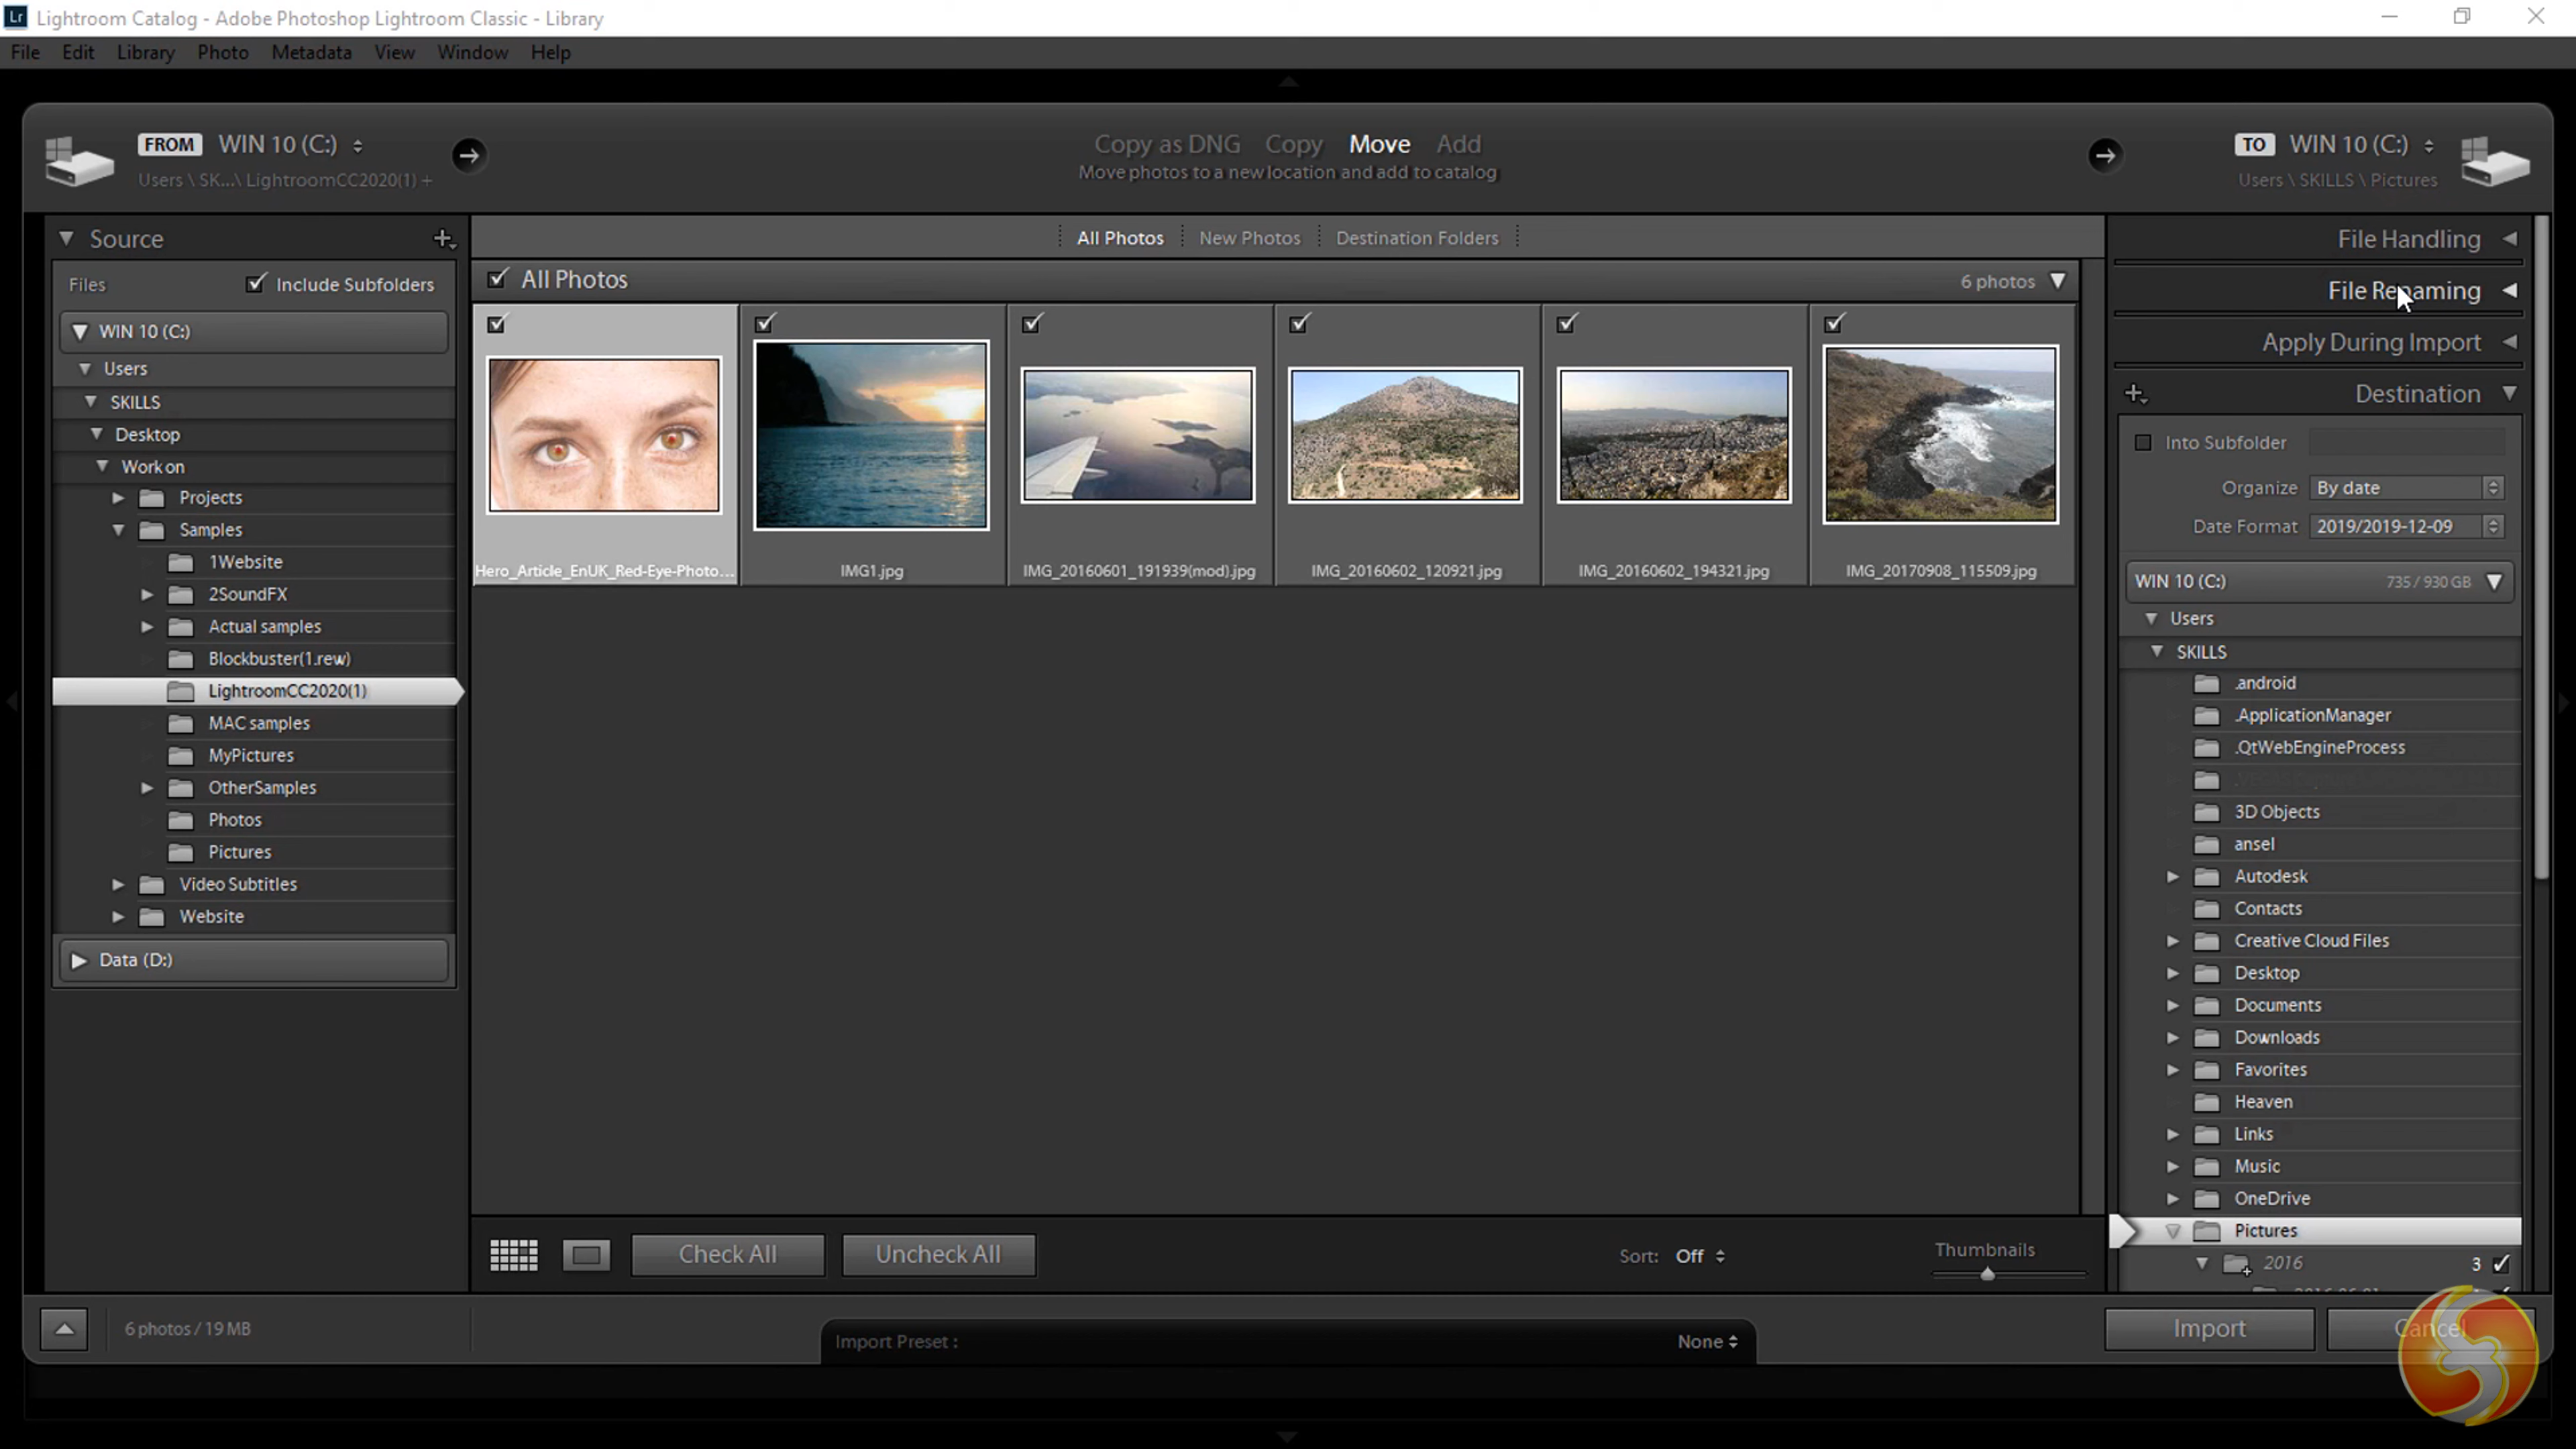 Lr Lightroom Catalog - Adobe Photoshop Lightroom Classic - Library
File Edit Library Photo Metadata View Window Help
FROM WIN 10 (C:)
Users \ SK...\ LightroomCC2020(1) +
Copy as DNG Copy Move Add
Move photos to a new location and add to catalog
TO WIN 10 (C:)
Users \ SKILLS \ Pictures
Source
Files Include Subfolders
WIN 10 (C:)
Users
SKILLS
Desktop
Work on
Projects
Samples
1Website
2SoundFX
Actual samples
Blockbuster(1.rew)
LightroomCC2020(1)
MAC samples
MyPictures
OtherSamples
Photos
Pictures
Video Subtitles
Website
Data (D:)
All Photos New Photos Destination Folders
All Photos 6 photos
Hero_Article_EnUK_Red-Eye-Photo...
IMG1.jpg
IMG_20160601_191939(mod).jpg
IMG_20160602_120921.jpg
IMG_20160602_194321.jpg
IMG_20170908_115509.jpg
Check All Uncheck All Sort: Off Thumbnails
File Handling
File Renaming
Apply During Import
Destination
Into Subfolder
Organize By date
Date Format 2019/2019-12-09
WIN 10 (C:) 735 / 930 GB
Users
SKILLS
.android
.ApplicationManager
.QtWebEngineProcess
3D Objects
ansel
Autodesk
Contacts
Creative Cloud Files
Desktop
Documents
Downloads
Favorites
Heaven
Links
Music
OneDrive
Pictures
2016 3
6 photos / 19 MB
Import Preset : None
Import Cancel